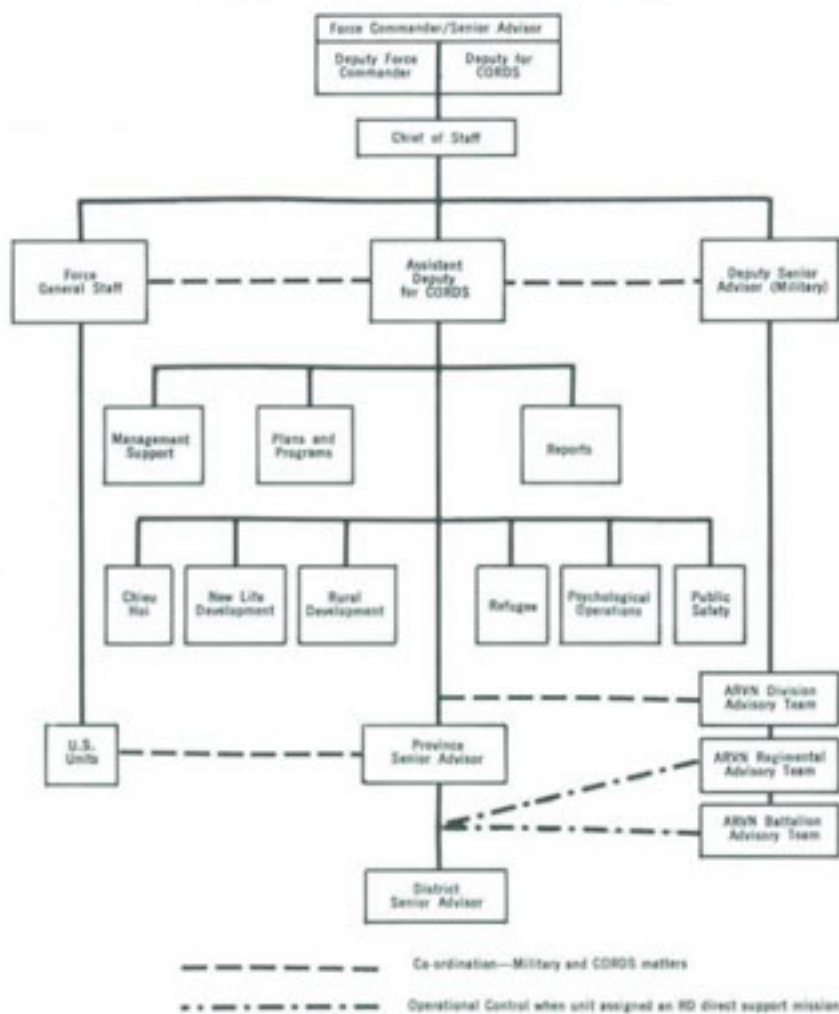 Force Commander/Senior Advisor
Deputy Force
Commander
Deputy for
CORDS
Chief of Staff
Force
General Staff
Assistant
Deputy
for CORDS
Deputy Senior
Advisor (Military)
Management
Support
Plans and
Programs
Reports
Chieu
Hoi
New Life
Development
Rural
Development
Refugee
Psychological
Operations
Public
Safety
ARVN Division
Advisory Team
U.S.
Units
Province
Senior Advisor
ARVN Regimental
Advisory Team
ARVN Battalion
Advisory Team
District
Senior Advisor
Co-ordination—Military and CORDS matters
Operational Control when unit assigned an RD direct support mission